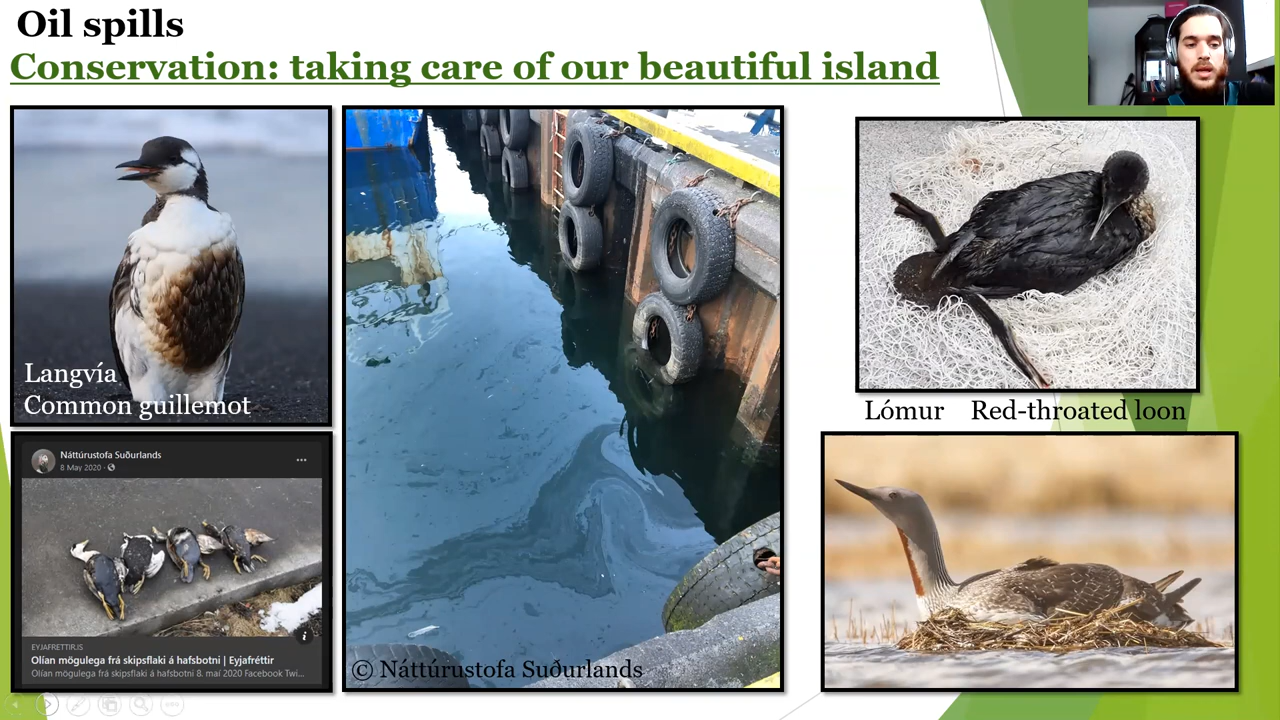 Oil spills
Conservation: taking care of our beautiful island
Langvía
Common guillemot
Náttúrustofa Suðurlands
8 May 2020
EYJAFRETTIR.IS
Olían mögulega frá skipsflaki á hafsbotni | Eyjafréttir
Olían mögulega frá skipsflaki á hafsbotni 8. maí 2020 Facebook Twi...
© Náttúrustofa Suðurlands
Lómur Red-throated loon